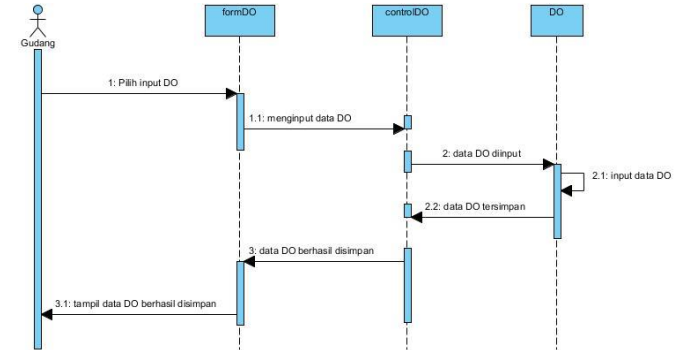 formDO
controlDO
DO
Gudang
1: Pilih input DO
1.1: menginput data DO
2: data DO diinput
2.1: input data DO
2.2: data DO tersimpan
3: data DO berhasil disimpan
3.1: tampil data DO berhasil disimpan